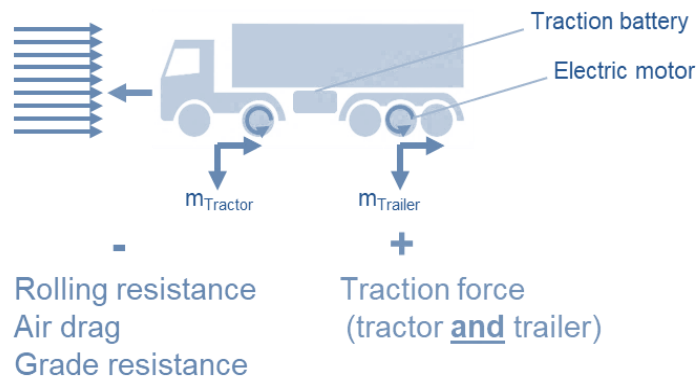 Traction battery
Electric motor
mTractor
mTrailer
-
+
Rolling resistance
Air drag
Grade resistance
Traction force
(tractor and trailer)